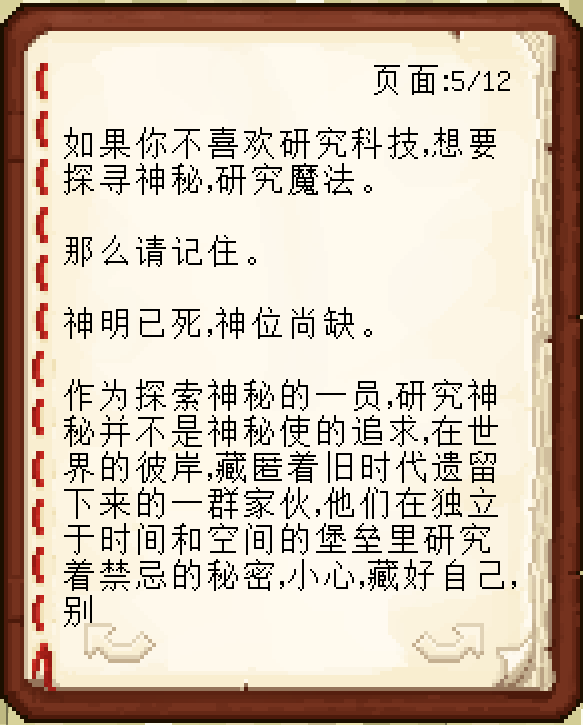 页面:5/12
如果你不喜欢研究科技,想要
探寻神秘,研究魔法。
那么请记住。
神明已死,神位尚缺。
作为探索神秘的一员,研究神
秘并不是神秘使的追求,在世
界的彼岸,藏匿着旧时代遗留
下来的一群家伙,他们在独立
于时间和空间的堡垒里研究
着禁忌的秘密,小心,藏好自己,
别